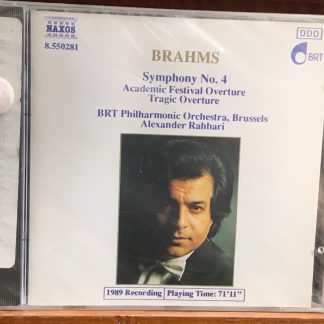 NAXOS
8.550281
DDD
BRT
BRAHMS
Symphony No. 4
Academic Festival Overture
Tragic Overture
BRT Philharmonic Orchestra, Brussels
Alexander Rahbari
1989 Recording
Playing Time: 71'11"